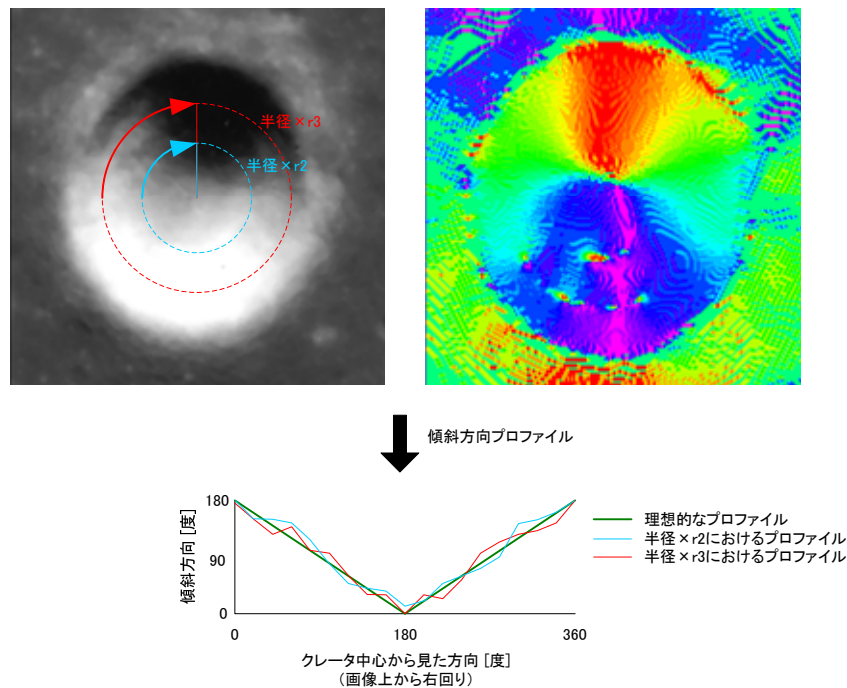 半径×r3
半径×r2
傾斜方向プロファイル
傾斜方向 [度]
180
90
0
0
180
360
クレータ中心から見た方向 [度]
（画像上から右回り）
理想的なプロファイル
半径×r2におけるプロファイル
半径×r3におけるプロファイル